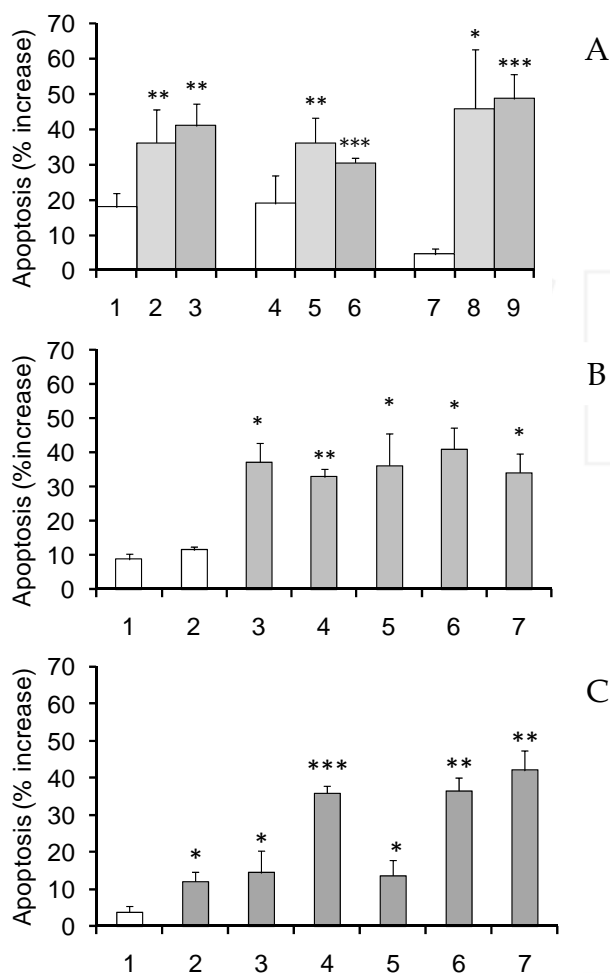 A
Apoptosis (% increase)
70
60
50
40
30
20
10
0
** ** ** *** * ***
1 2 3 4 5 6 7 8 9
B
Apoptosis (%increase)
70
60
50
40
30
20
10
0
* ** * * *
1 2 3 4 5 6 7
C
Apoptosis (% increase)
70
60
50
40
30
20
10
0
* * *** * ** **
1 2 3 4 5 6 7